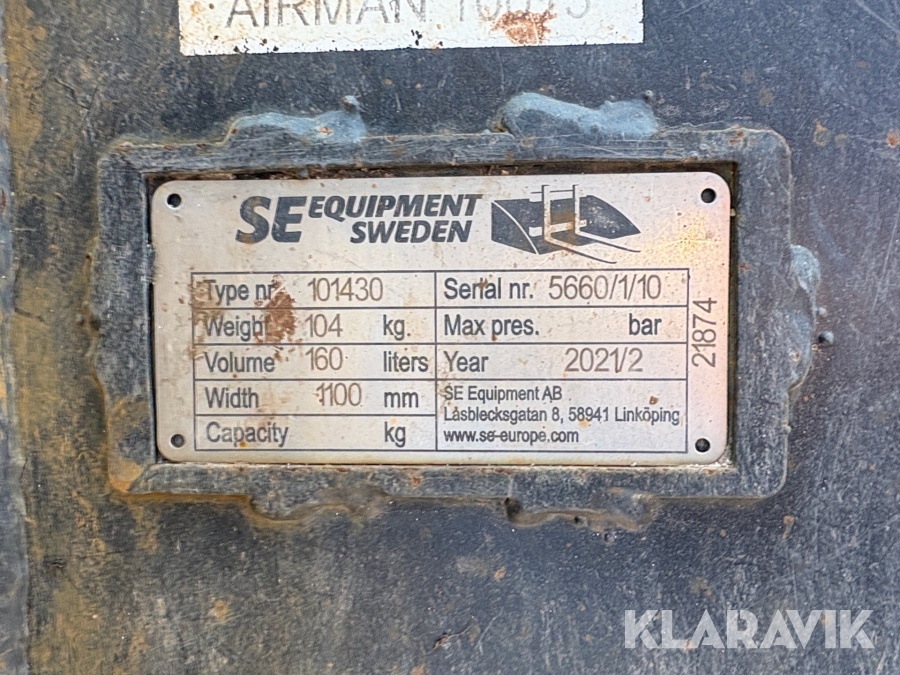 AIRMAN
SE EQUIPMENT
SWEDEN
Type nr 101430 Serial nr. 5660/1/10
Weight 104 kg. Max pres. bar
Volume 160 liters Year 2021/2
Width 1100 mm SE Equipment AB
Låsblecksgatan 8, 58941 Linköping
Capacity kg www.se-europe.com
21874
KLARAVIK